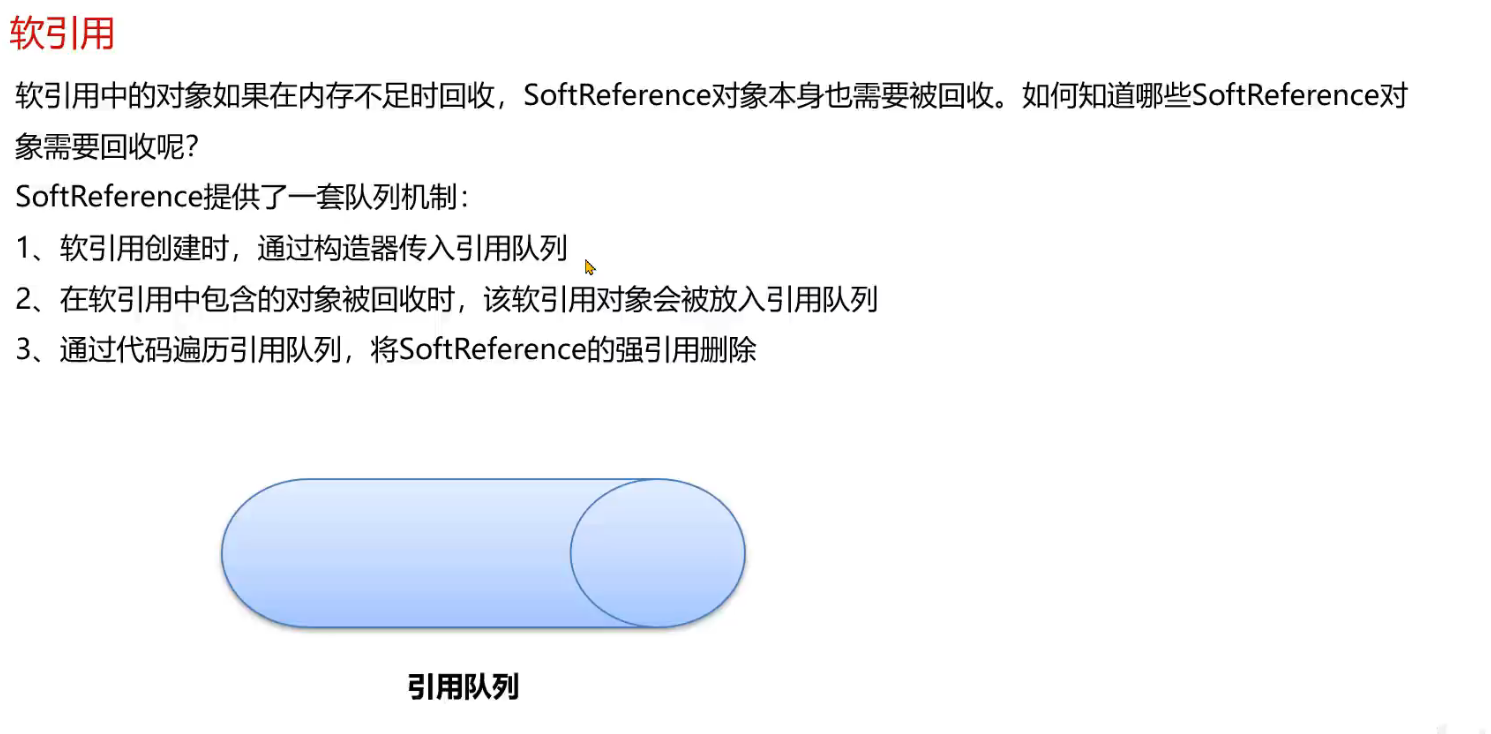 软引用
软引用中的对象如果在内存不足时回收，SoftReference对象本身也需要被回收。如何知道哪些SoftReference对
象需要回收呢？
SoftReference提供了一套队列机制：
1、软引用创建时，通过构造器传入引用队列
2、在软引用中包含的对象被回收时，该软引用对象会被放入引用队列
3、通过代码遍历引用队列，将SoftReference的强引用删除
引用队列